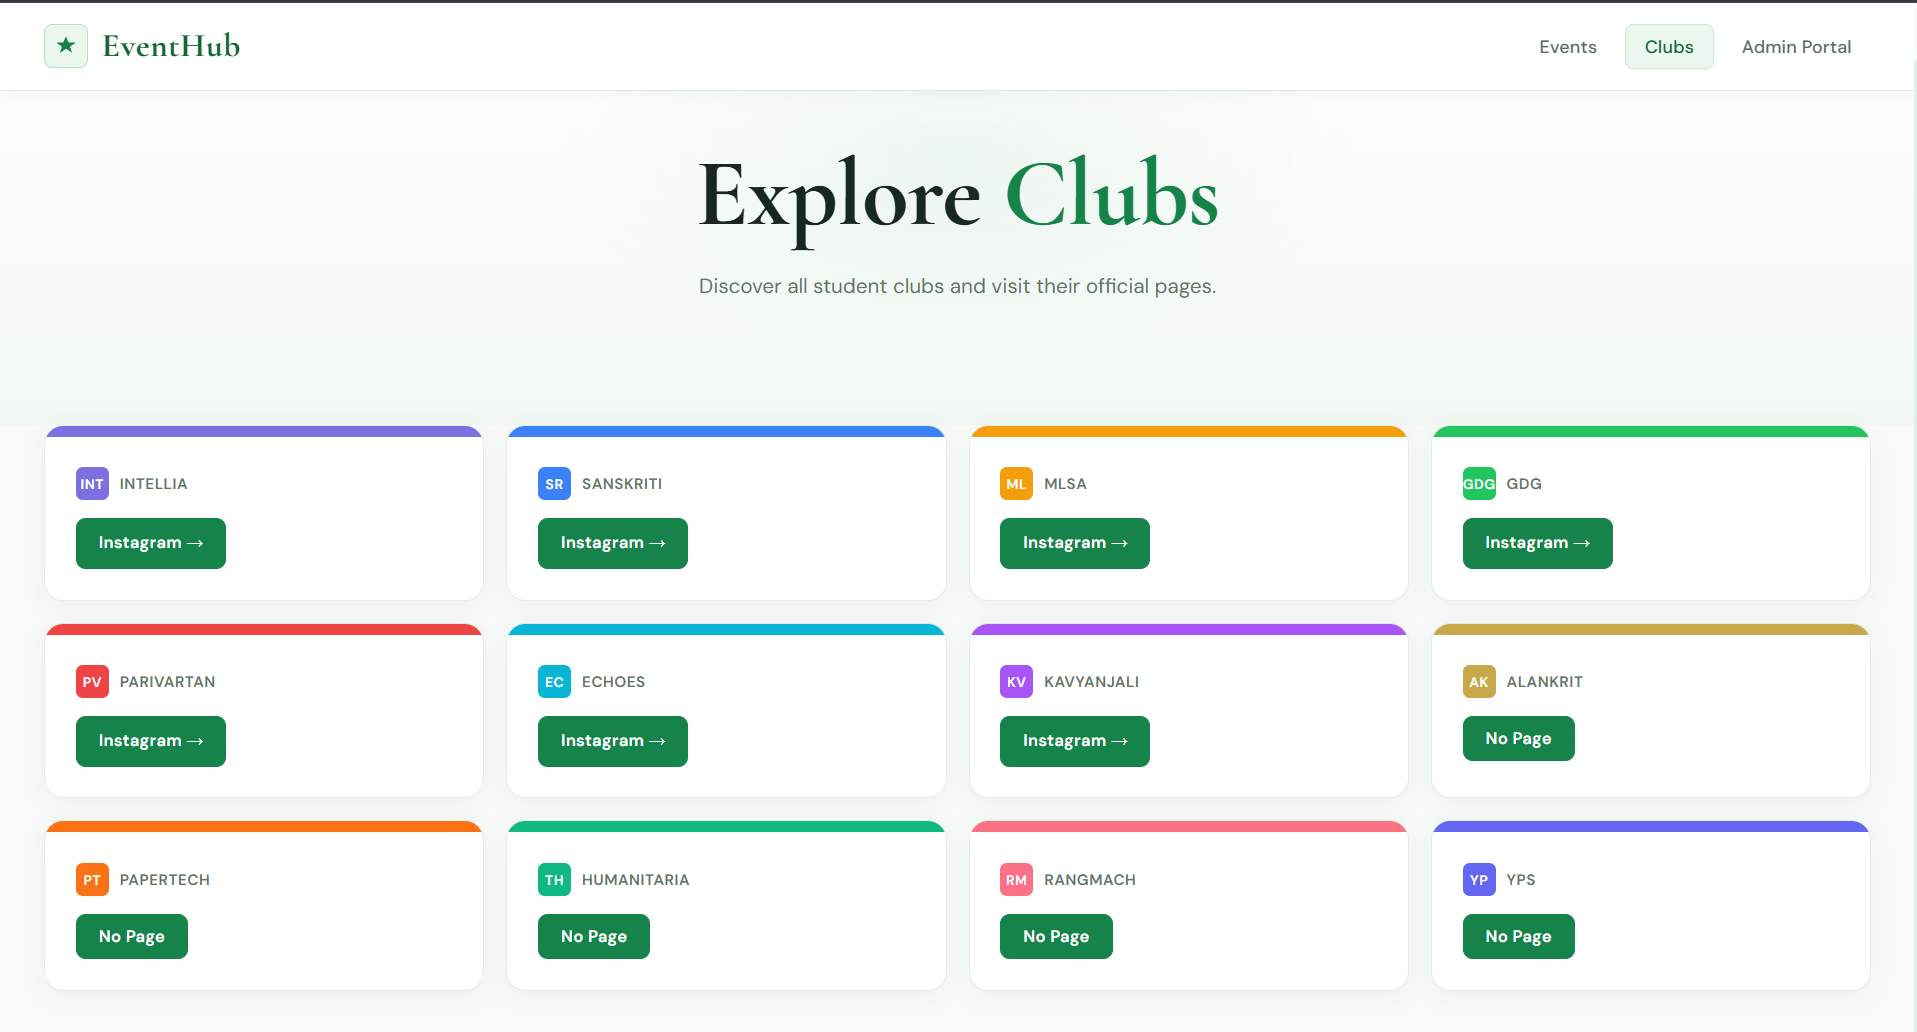 EventHub
Events
Clubs
Admin Portal
Explore Clubs
Discover all student clubs and visit their official pages.
INT INTELLIA
Instagram →
SR SANSKRITI
Instagram →
ML MLSA
Instagram →
GDG GDG
Instagram →
PV PARIVARTAN
Instagram →
EC ECHOES
Instagram →
KV KAVYANJALI
Instagram →
AK ALANKRIT
No Page
PT PAPERTECH
No Page
TH HUMANITARIA
No Page
RM RANGMACH
No Page
YP YPS
No Page